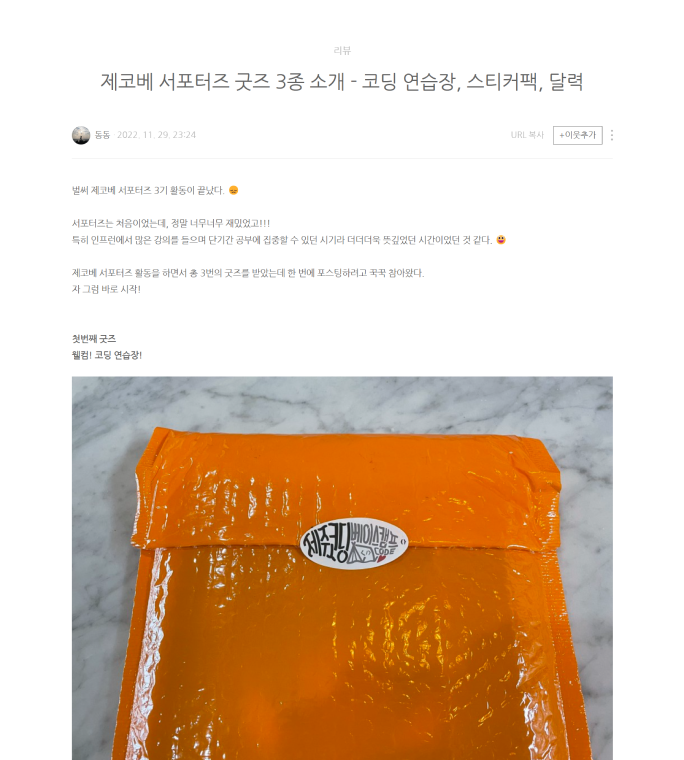 리뷰
제코베 서포터즈 굿즈 3종 소개 - 코딩 연습장, 스티커팩, 달력
동동 · 2022. 11. 29. 23:24
URL 복사 +이웃추가
벌써 제코베 서포터즈 3기 활동이 끝났다.
서포터즈는 처음이었는데, 정말 너무너무 재밌었고!!!
특히 인프런에서 많은 강의를 들으며 단기간 공부에 집중할 수 있던 시기라 더더더욱 뜻깊었던 시간이었던 것 같다.
제코베 서포터즈 활동을 하면서 총 3번의 굿즈를 받았는데 한 번에 포스팅하려고 꾹꾹 참아왔다.
자 그럼 바로 시작!
첫번째 굿즈
웰컴! 코딩 연습장!
제주코딩베이스캠프
CODE